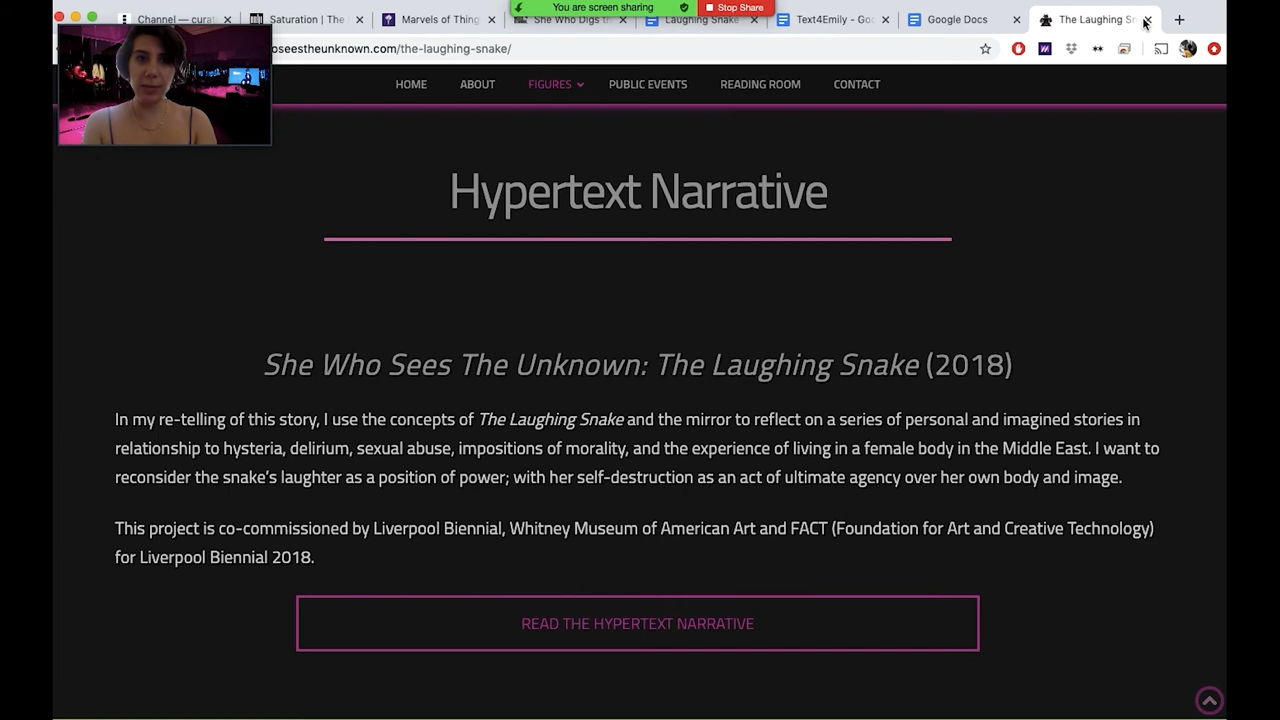 You are screen sharing Stop Share
Channel — cura Saturation | The Marvels of Thing She Who Digs th Laughing Snake Text4Emily - Goo Google Docs The Laughing Sn
oseestheunknown.com/the-laughing-snake/
HOME ABOUT FIGURES PUBLIC EVENTS READING ROOM CONTACT
Hypertext Narrative
She Who Sees The Unknown: The Laughing Snake (2018)
In my re-telling of this story, I use the concepts of The Laughing Snake and the mirror to reflect on a series of personal and imagined stories in
relationship to hysteria, delirium, sexual abuse, impositions of morality, and the experience of living in a female body in the Middle East. I want to
reconsider the snake's laughter as a position of power; with her self-destruction as an act of ultimate agency over her own body and image.
This project is co-commissioned by Liverpool Biennial, Whitney Museum of American Art and FACT (Foundation for Art and Creative Technology)
for Liverpool Biennial 2018.
READ THE HYPERTEXT NARRATIVE